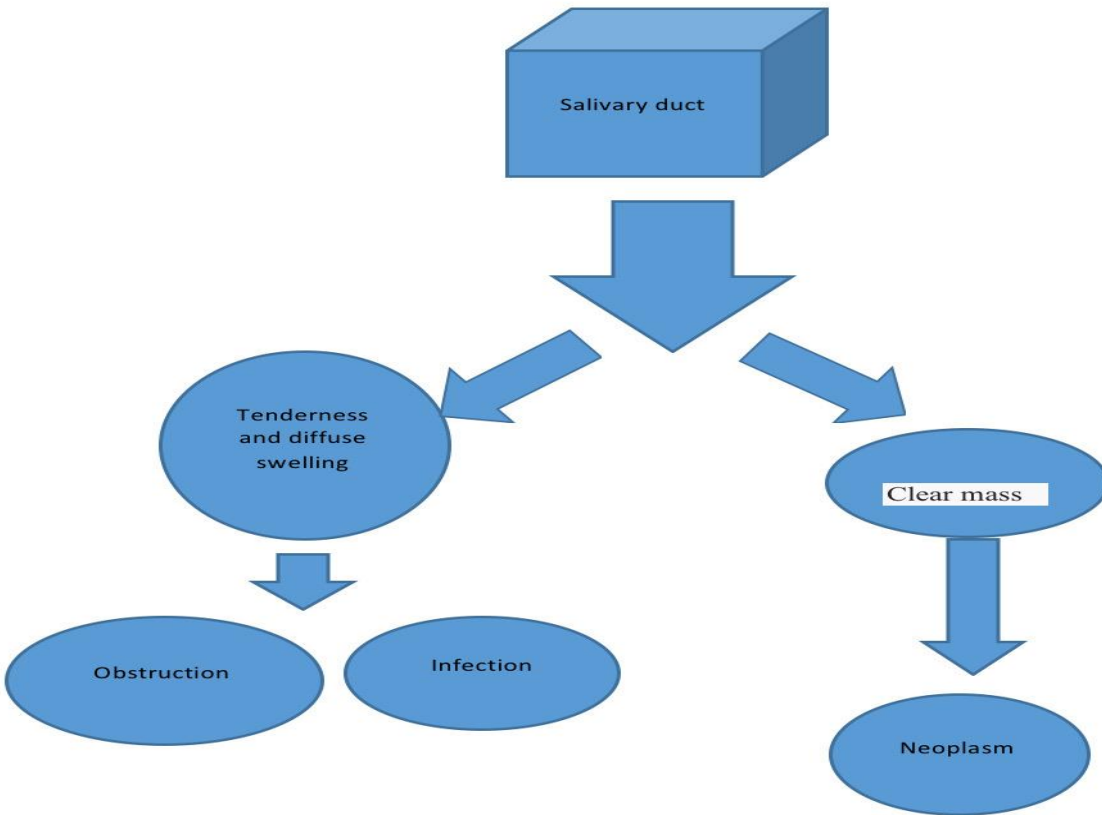 Salivary duct
Tenderness
and diffuse
swelling
Clear mass
Obstruction
Infection
Neoplasm